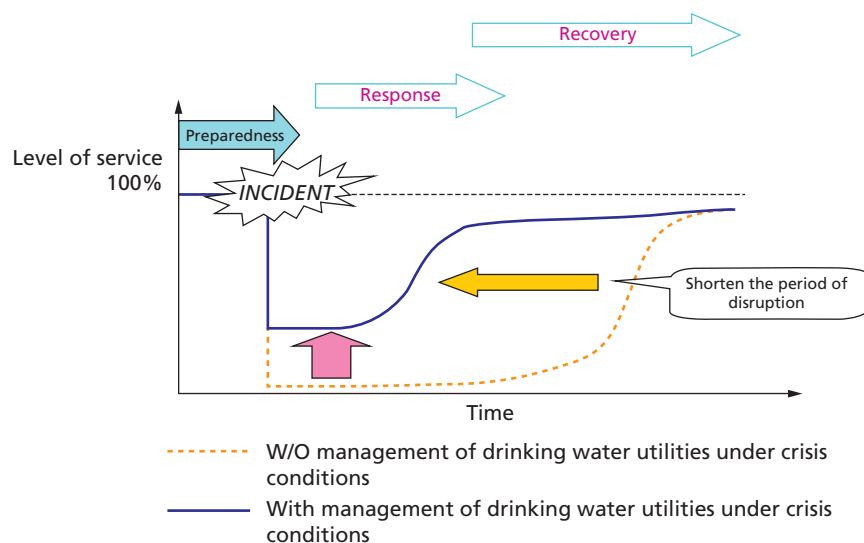 Recovery
Response
Preparedness
Level of service
100%
INCIDENT
Shorten the period of
disruption
Time
W/O management of drinking water utilities under crisis
conditions
With management of drinking water utilities under crisis
conditions